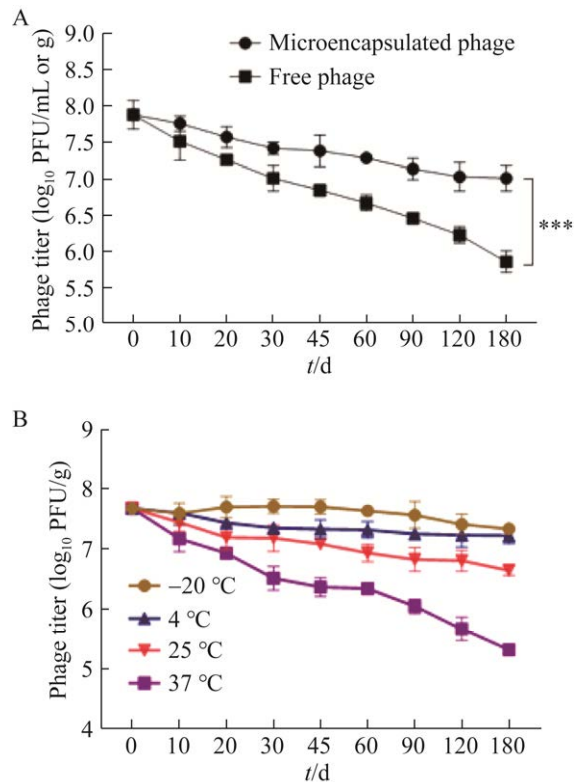 A
Microencapsulated phage
Free phage
Phage titer (log₁₀ PFU/mL or g)
9.0
8.5
8.0
7.5
7.0
6.5
6.0
5.5
5.0
***
0 10 20 30 45 60 90 120 180
t/d
B
Phage titer (log₁₀ PFU/g)
9
8
7
6
5
4
–20 ℃
4 ℃
25 ℃
37 ℃
0 10 20 30 45 60 90 120 180
t/d